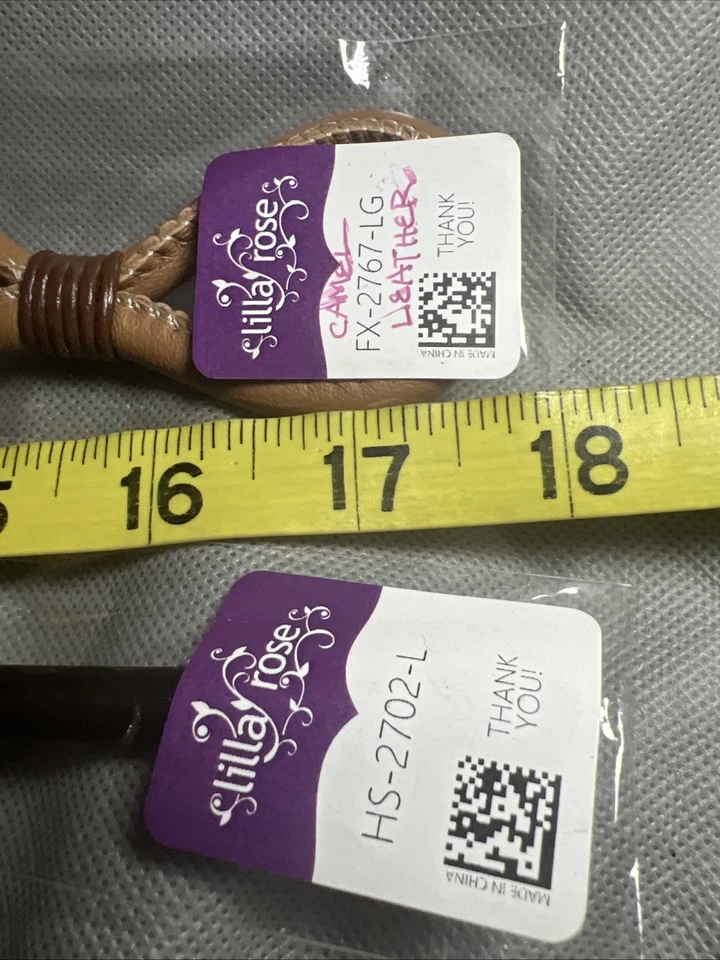 lilla rose
CAMEL
FX-2767-LG
LEATHER
THANK
YOU!
MADE IN CHINA
5 16 17 18
lilla rose
HS-2702-L
THANK
YOU!
MADE IN CHINA